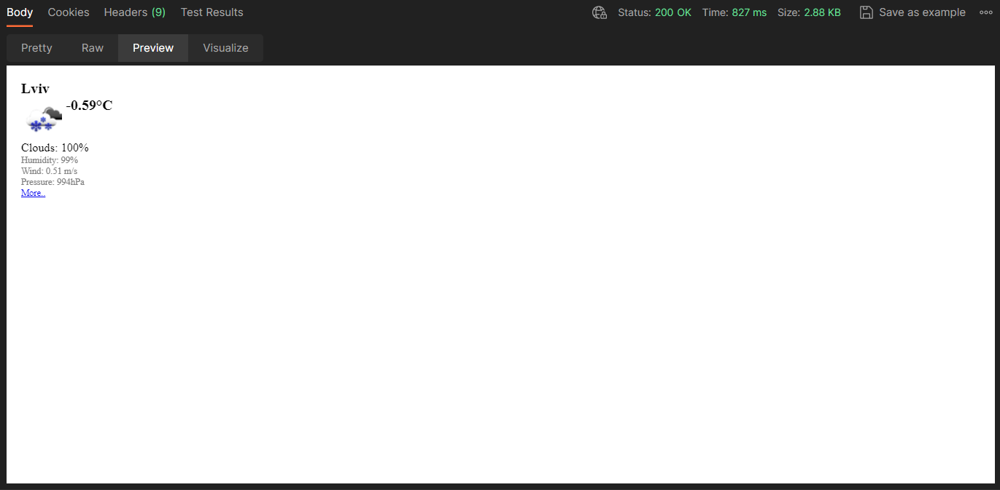 Body Cookies Headers (9) Test Results Status: 200 OK Time: 827 ms Size: 2.88 KB Save as example
Pretty Raw Preview Visualize
Lviv
-0.59°C
Clouds: 100%
Humidity: 99%
Wind: 0.51 m/s
Pressure: 994hPa
More..